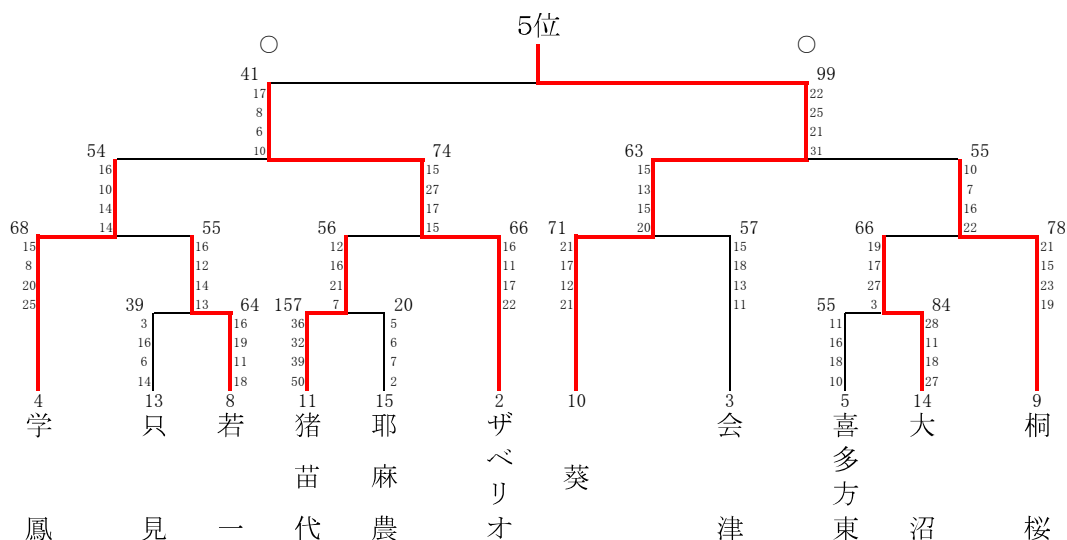 5位
○ ○
41 99
17 22
8 25
6 21
10 31
54 74 63 55
16 15 15 10
10 27 13 7
14 17 15 16
14 15 20 22
68 55 56 66 71 57 66 78
15 16 12 16 21 15 19 21
8 12 16 11 17 18 17 15
20 14 21 17 12 13 27 23
25 13 7 22 21 11 3 19
39 64 157 20 55 84
3 16 36 5 11 28
16 19 32 6 16 11
6 11 39 7 18 18
14 18 50 2 10 27
4 13 8 11 15 2 10 3 5 14 9
学鳳
只見
若一
猪苗代
耶麻農
ザベリオ
葵
会津
喜多方東
大沼
桐桜